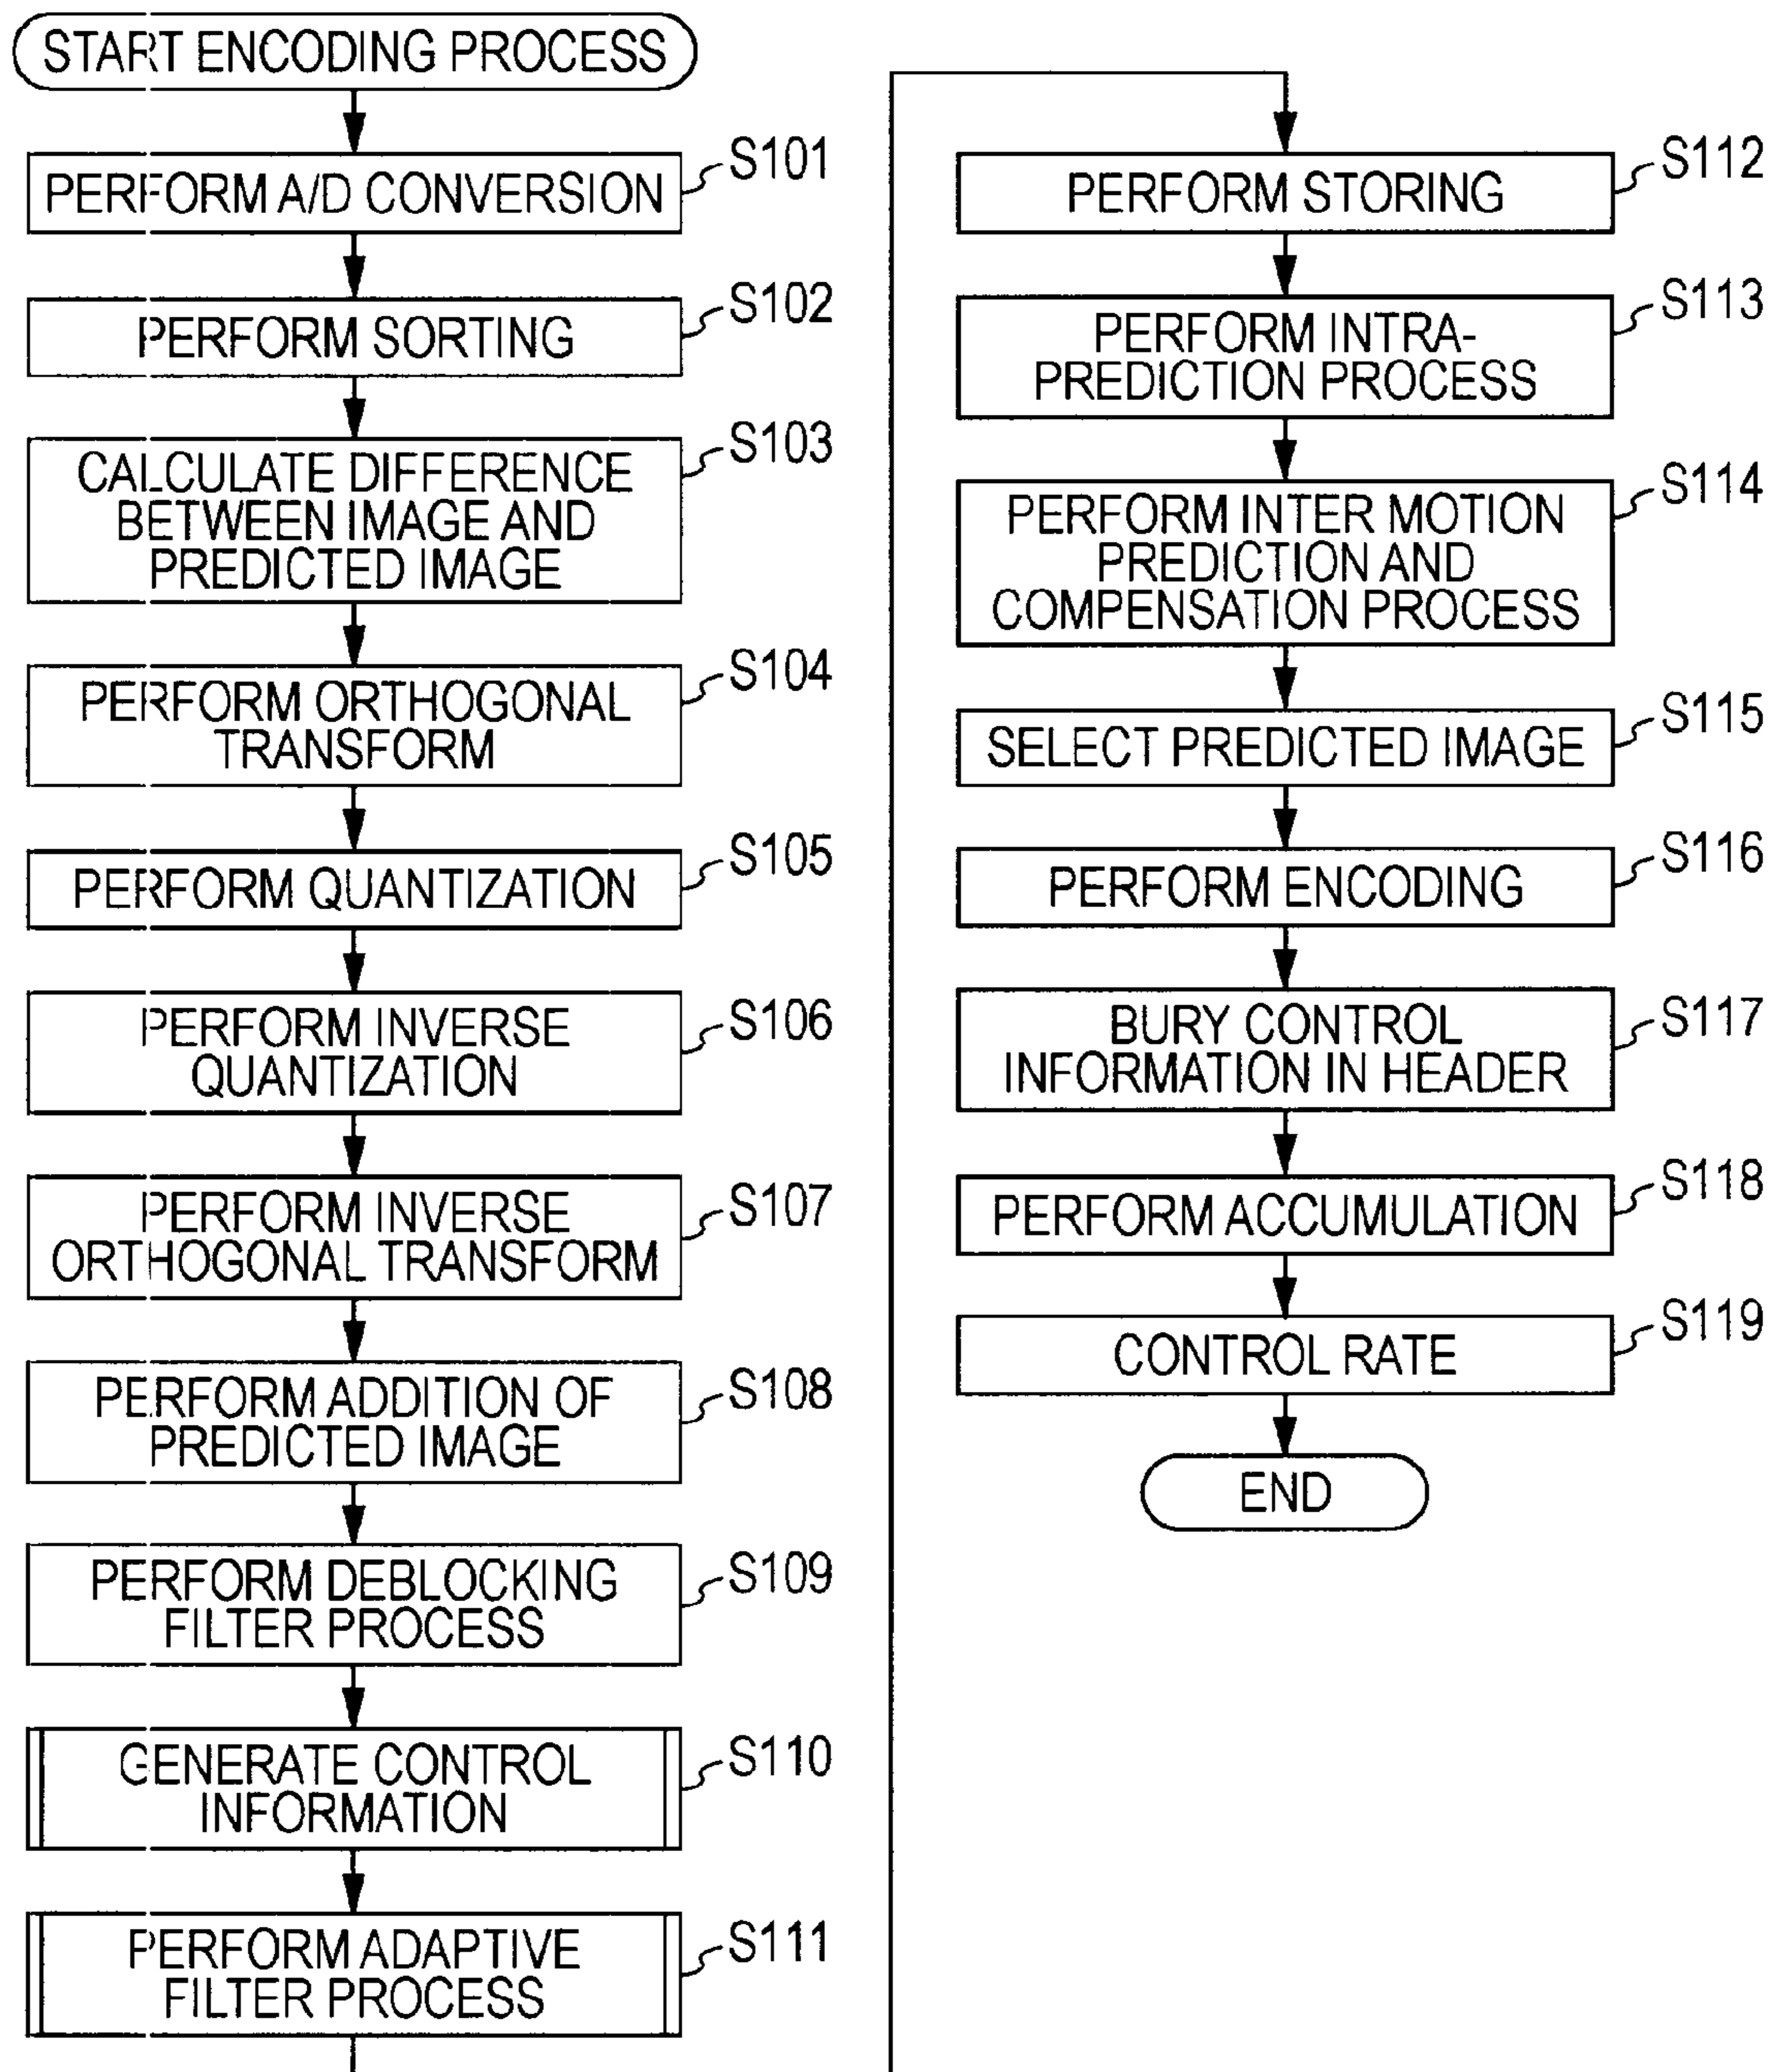 START ENCODING PROCESS
PERFORM A/D CONVERSION
S101
PERFORM SORTING
S102
CALCULATE DIFFERENCE
BETWEEN IMAGE AND
PREDICTED IMAGE
S103
PERFORM ORTHOGONAL
TRANSFORM
S104
PERFORM QUANTIZATION
S105
PERFORM INVERSE
QUANTIZATION
S106
PERFORM INVERSE
ORTHOGONAL TRANSFORM
S107
PERFORM ADDITION OF
PREDICTED IMAGE
S108
PERFORM DEBLOCKING
FILTER PROCESS
S109
GENERATE CONTROL
INFORMATION
S110
PERFORM ADAPTIVE
FILTER PROCESS
S111
PERFORM STORING
S112
PERFORM INTRA-
PREDICTION PROCESS
S113
PERFORM INTER MOTION
PREDICTION AND
COMPENSATION PROCESS
S114
SELECT PREDICTED IMAGE
S115
PERFORM ENCODING
S116
BURY CONTROL
INFORMATION IN HEADER
S117
PERFORM ACCUMULATION
S118
CONTROL RATE
S119
END